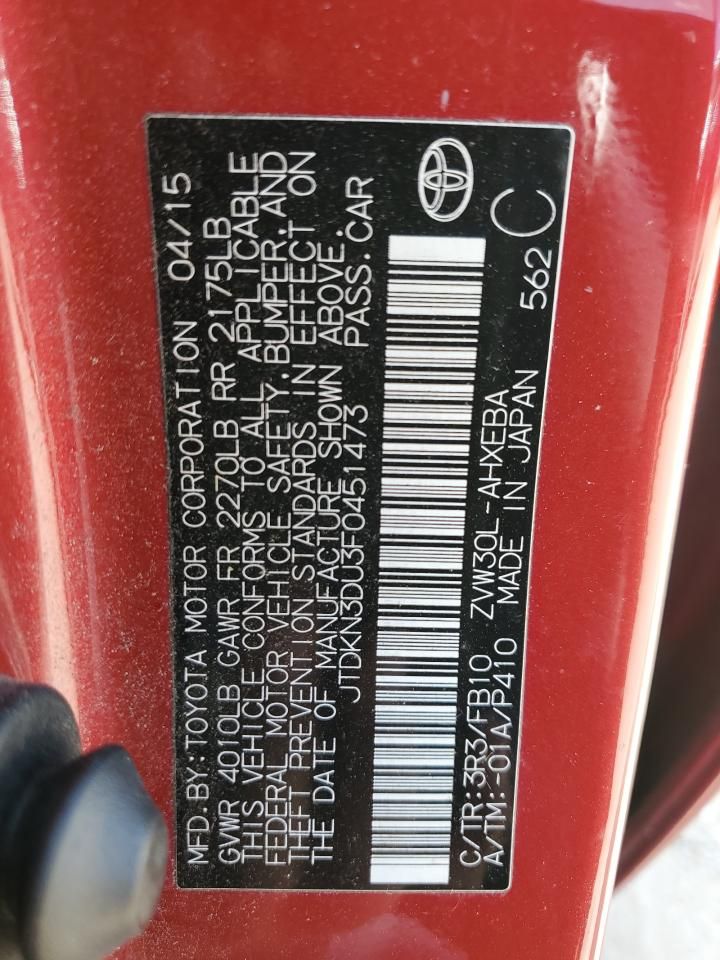 MFD. BY: TOYOTA MOTOR CORPORATION 04/15
GVWR 4010LB GAWR FR 2270LB RR 2175LB
THIS VEHICLE CONFORMS TO ALL APPLICABLE
FEDERAL MOTOR VEHICLE SAFETY, BUMPER, AND
THEFT PREVENTION STANDARDS IN EFFECT ON
THE DATE OF MANUFACTURE SHOWN ABOVE.
JTDKN3DU3F0451473 PASS. CAR
C/TR: 3R3/FB10 ZVW30L-AHXEBA
A/TM: -01A/P410 MADE IN JAPAN 562 C